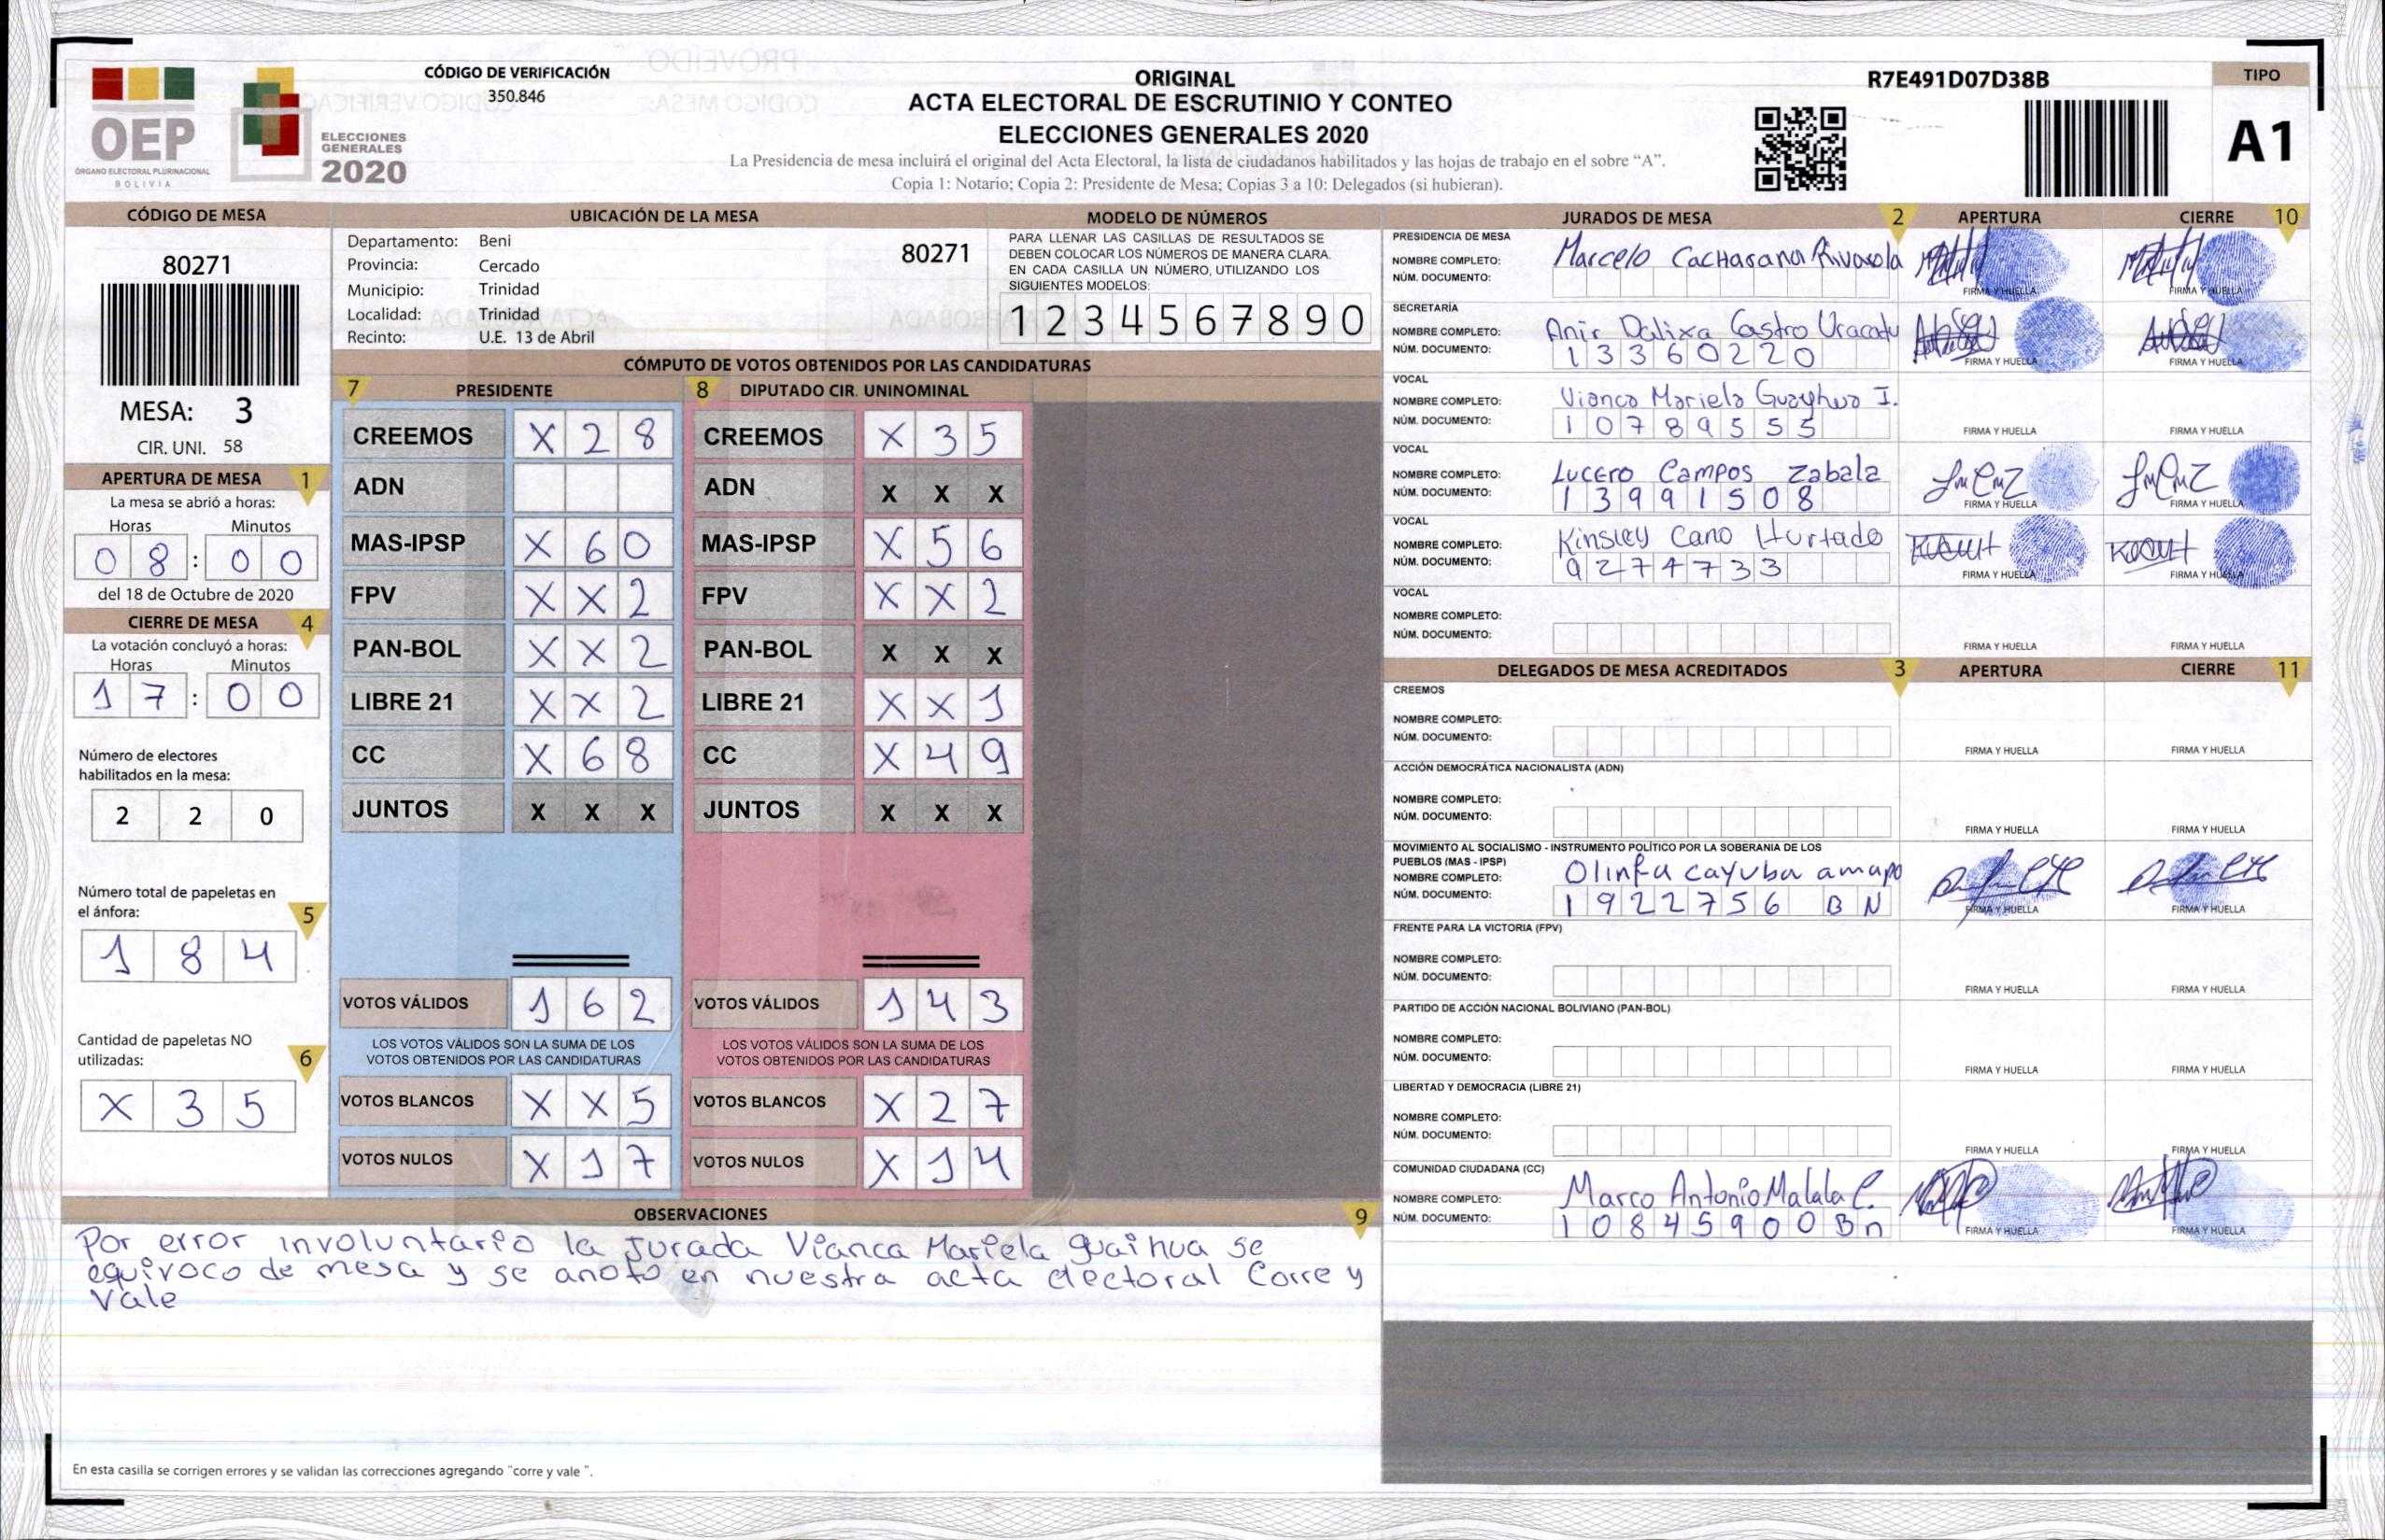 CÓDIGO DE VERIFICACIÓN
350.846
OEP
ÓRGANO ELECTORAL PLURINACIONAL
BOLIVIA
ELECCIONES
GENERALES
2020
ORIGINAL
ACTA ELECTORAL DE ESCRUTINIO Y CONTEO
ELECCIONES GENERALES 2020
La Presidencia de mesa incluirá el original del Acta Electoral, la lista de ciudadanos habilitados y las hojas de trabajo en el sobre “A”.
Copia 1: Notario; Copia 2: Presidente de Mesa; Copias 3 a 10: Delegados (si hubieran).
R7E491D07D38B
TIPO
A1
CÓDIGO DE MESA
80271
MESA: 3
CIR. UNI. 58
APERTURA DE MESA 1
La mesa se abrió a horas:
Horas Minutos
0 8 : 0 0
del 18 de Octubre de 2020
CIERRE DE MESA 4
La votación concluyó a horas:
Horas Minutos
1 7 : 0 0
Número de electores
habilitados en la mesa:
2 2 0
Número total de papeletas en
el ánfora: 5
1 8 4
Cantidad de papeletas NO
utilizadas: 6
X 3 5
UBICACIÓN DE LA MESA
Departamento: Beni
80271
Provincia: Cercado
Municipio: Trinidad
Localidad: Trinidad
Recinto: U.E. 13 de Abril
MODELO DE NÚMEROS
PARA LLENAR LAS CASILLAS DE RESULTADOS SE
DEBEN COLOCAR LOS NÚMEROS DE MANERA CLARA.
EN CADA CASILLA UN NÚMERO, UTILIZANDO LOS
SIGUIENTES MODELOS:
1 2 3 4 5 6 7 8 9 0
CÓMPUTO DE VOTOS OBTENIDOS POR LAS CANDIDATURAS
7 PRESIDENTE
CREEMOS X 2 8
ADN
MAS-IPSP X 6 0
FPV X X 2
PAN-BOL X X 2
LIBRE 21 X X 2
CC X 6 8
JUNTOS X X X
VOTOS VÁLIDOS 1 6 2
LOS VOTOS VÁLIDOS SON LA SUMA DE LOS
VOTOS OBTENIDOS POR LAS CANDIDATURAS
VOTOS BLANCOS X X 5
VOTOS NULOS X 1 7
8 DIPUTADO CIR. UNINOMINAL
CREEMOS X 3 5
ADN X X X
MAS-IPSP X 5 6
FPV X X 2
PAN-BOL X X X
LIBRE 21 X X 1
CC X 4 9
JUNTOS X X X
VOTOS VÁLIDOS 1 4 3
LOS VOTOS VÁLIDOS SON LA SUMA DE LOS
VOTOS OBTENIDOS POR LAS CANDIDATURAS
VOTOS BLANCOS X 2 7
VOTOS NULOS X 1 4
OBSERVACIONES 9
Por error involuntario la Jurada Vianca Mariela guaihua se
equivoco de mesa y se anoto en nuestra acta electoral Corre y
Vale
En esta casilla se corrigen errores y se validan las correcciones agregando "corre y vale ".
JURADOS DE MESA 2 APERTURA CIERRE 10
PRESIDENCIA DE MESA
NOMBRE COMPLETO: Marcelo
NÚM. DOCUMENTO:
FIRMA Y HUELLA FIRMA Y HUELLA
SECRETARÍA
NOMBRE COMPLETO: Anir Dalixa Castro
NÚM. DOCUMENTO: 1 3 3 6 0 2 2 0
FIRMA Y HUELLA FIRMA Y HUELLA
VOCAL
NOMBRE COMPLETO: Vianca Mariela I.
NÚM. DOCUMENTO: 1 0 7 8 9 5 5 5
FIRMA Y HUELLA FIRMA Y HUELLA
VOCAL
NOMBRE COMPLETO: Lucero Campos Zabala
NÚM. DOCUMENTO: 1 3 9 9 1 5 0 8
FIRMA Y HUELLA FIRMA Y HUELLA
VOCAL
NOMBRE COMPLETO: Kinsley Cano Hurtado
NÚM. DOCUMENTO: 9 2 7 4 7 3 3
FIRMA Y HUELLA FIRMA Y HUELLA
VOCAL
NOMBRE COMPLETO:
NÚM. DOCUMENTO:
FIRMA Y HUELLA FIRMA Y HUELLA
DELEGADOS DE MESA ACREDITADOS 3 APERTURA CIERRE 11
CREEMOS
NOMBRE COMPLETO:
NÚM. DOCUMENTO:
FIRMA Y HUELLA FIRMA Y HUELLA
ACCIÓN DEMOCRÁTICA NACIONALISTA (ADN)
NOMBRE COMPLETO:
NÚM. DOCUMENTO:
FIRMA Y HUELLA FIRMA Y HUELLA
MOVIMIENTO AL SOCIALISMO - INSTRUMENTO POLÍTICO POR LA SOBERANIA DE LOS
PUEBLOS (MAS - IPSP)
NOMBRE COMPLETO: Olinfa cayuba amapo
NÚM. DOCUMENTO: 1 9 2 2 7 5 6 B N
FIRMA Y HUELLA FIRMA Y HUELLA
FRENTE PARA LA VICTORIA (FPV)
NOMBRE COMPLETO:
NÚM. DOCUMENTO:
FIRMA Y HUELLA FIRMA Y HUELLA
PARTIDO DE ACCIÓN NACIONAL BOLIVIANO (PAN-BOL)
NOMBRE COMPLETO:
NÚM. DOCUMENTO:
FIRMA Y HUELLA FIRMA Y HUELLA
LIBERTAD Y DEMOCRACIA (LIBRE 21)
NOMBRE COMPLETO:
NÚM. DOCUMENTO:
FIRMA Y HUELLA FIRMA Y HUELLA
COMUNIDAD CIUDADANA (CC)
NOMBRE COMPLETO: Marco Antonio Malala C.
NÚM. DOCUMENTO: 1 0 8 4 5 9 0 0 B n
FIRMA Y HUELLA FIRMA Y HUELLA